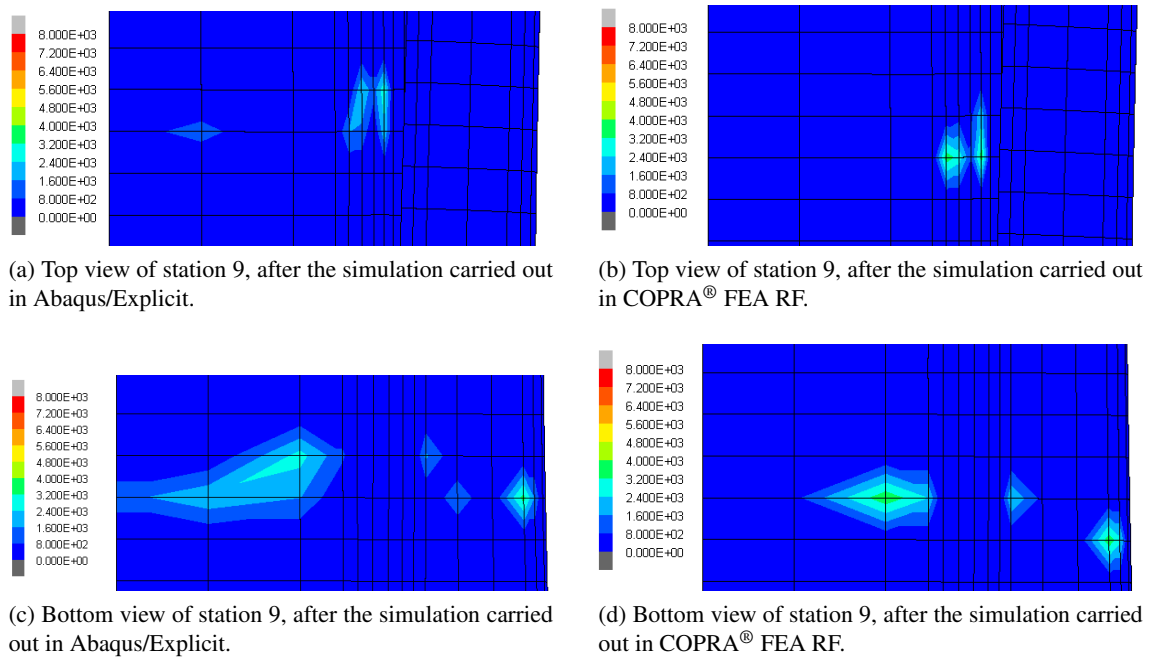 8.000E+03
7.200E+03
6.400E+03
5.600E+03
4.800E+03
4.000E+03
3.200E+03
2.400E+03
1.600E+03
8.000E+02
0.000E+00
(a) Top view of station 9, after the simulation carried out
in Abaqus/Explicit.
8.000E+03
7.200E+03
6.400E+03
5.600E+03
4.800E+03
4.000E+03
3.200E+03
2.400E+03
1.600E+03
8.000E+02
0.000E+00
(b) Top view of station 9, after the simulation carried out
in COPRA® FEA RF.
8.000E+03
7.200E+03
6.400E+03
5.600E+03
4.800E+03
4.000E+03
3.200E+03
2.400E+03
1.600E+03
8.000E+02
0.000E+00
(c) Bottom view of station 9, after the simulation carried
out in Abaqus/Explicit.
8.000E+03
7.200E+03
6.400E+03
5.600E+03
4.800E+03
4.000E+03
3.200E+03
2.400E+03
1.600E+03
8.000E+02
0.000E+00
(d) Bottom view of station 9, after the simulation carried
out in COPRA® FEA RF.